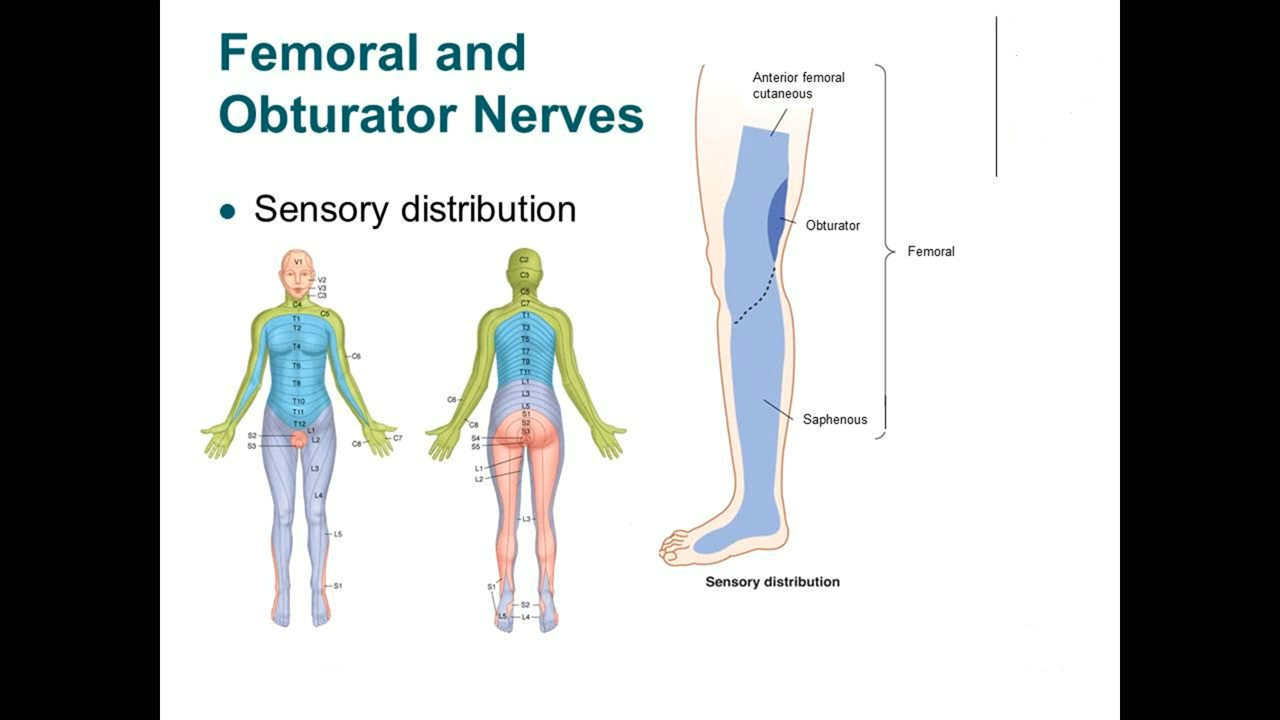 Femoral and
Obturator Nerves
● Sensory distribution
V1
V2
V3
C3
C4
C5
T1
T2
T4
C6
T6
T8
T10
T11
T12
L1
S2
L2
S3
C8
C7
L3
L4
L5
S1
C2
C3
C5
C7
T1
T3
T5
T7
T9
T11
L1
L3
C6
L5
S1
C8
S2
S3
S4
S5
L1
L2
L3
S1
S2
L5
L4
Anterior femoral
cutaneous
Obturator
Femoral
Saphenous
Sensory distribution